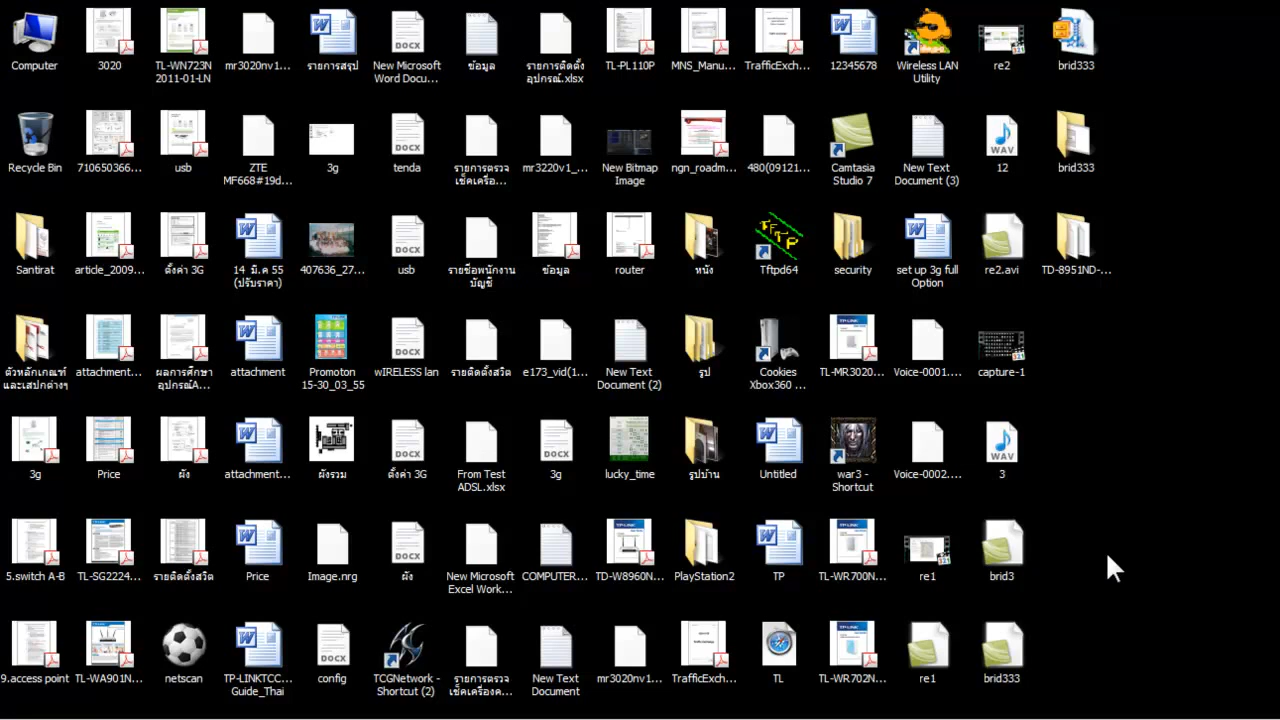 Computer
3020
TL-WN723N
2011-01-LN
mr3020nv1...
รายการสรุป
New Microsoft
Word Docu...
ข้อมูล
รายการติดตั้ง
อุปกรณ์.xlsx
TL-PL110P
MNS_Manu...
TrafficExch...
12345678
Wireless LAN
Utility
re2
brid333
Recycle Bin
710650366...
usb
ZTE
MF668#19d...
3g
tenda
รายการตรวจ
เช็คเครื่อ...
mr3220v1_...
New Bitmap
Image
ngn_roadm...
480(09121...
Camtasia
Studio 7
New Text
Document (3)
12
brid333
Santirat
article_2009...
ตั้งค่า 3G
14 มี.ค 55
(ปรับราคา)
407636_27...
usb
รายชื่อพนักงาน
บัญชี
ข้อมูล
router
หนัง
Tftpd64
security
set up 3g full
Option
re2.avi
TD-8951ND-...
ตัวหลักเกณฑ์
และเสปกต่างๆ
attachment...
ผลการศึกษา
อุปกรณ์A...
attachment
Promoton
15-30_03_55
wIRELESS lan
รายติดตั้งสวิต
e173_vid(1...
New Text
Document (2)
รูป
Cookies
Xbox360 ...
TL-MR3020...
Voice-0001....
capture-1
3g
Price
ผัง
attachment...
ผังรวม
ตั้งค่า 3G
From Test
ADSL.xlsx
3g
lucky_time
รูปบ้าน
Untitled
war3 -
Shortcut
Voice-0002....
3
5.switch A-B
TL-SG2224...
รายติดตั้งสวิต
Price
Image.nrg
ผัง
New Microsoft
Excel Work...
COMPUTER...
TD-W8960N...
PlayStation2
TP
TL-WR700N...
re1
brid3
9.access point
TL-WA901N...
netscan
TP-LINKTCC...
Guide_Thai
config
TCGNetwork -
Shortcut (2)
รายการตรวจ
เช็คเครื่องค...
New Text
Document
mr3020nv1...
TrafficExch...
TL
TL-WR702N...
re1
brid333